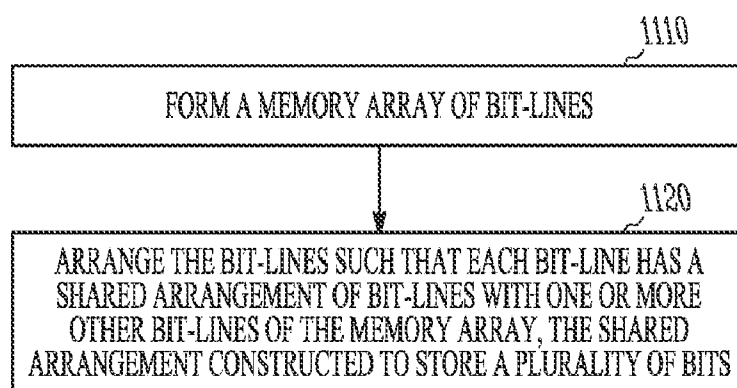 1110
FORM A MEMORY ARRAY OF BIT-LINES
1120
ARRANGE THE BIT-LINES SUCH THAT EACH BIT-LINE HAS A
SHARED ARRANGEMENT OF BIT-LINES WITH ONE OR MORE
OTHER BIT-LINES OF THE MEMORY ARRAY, THE SHARED
ARRANGEMENT CONSTRUCTED TO STORE A PLURALITY OF BITS